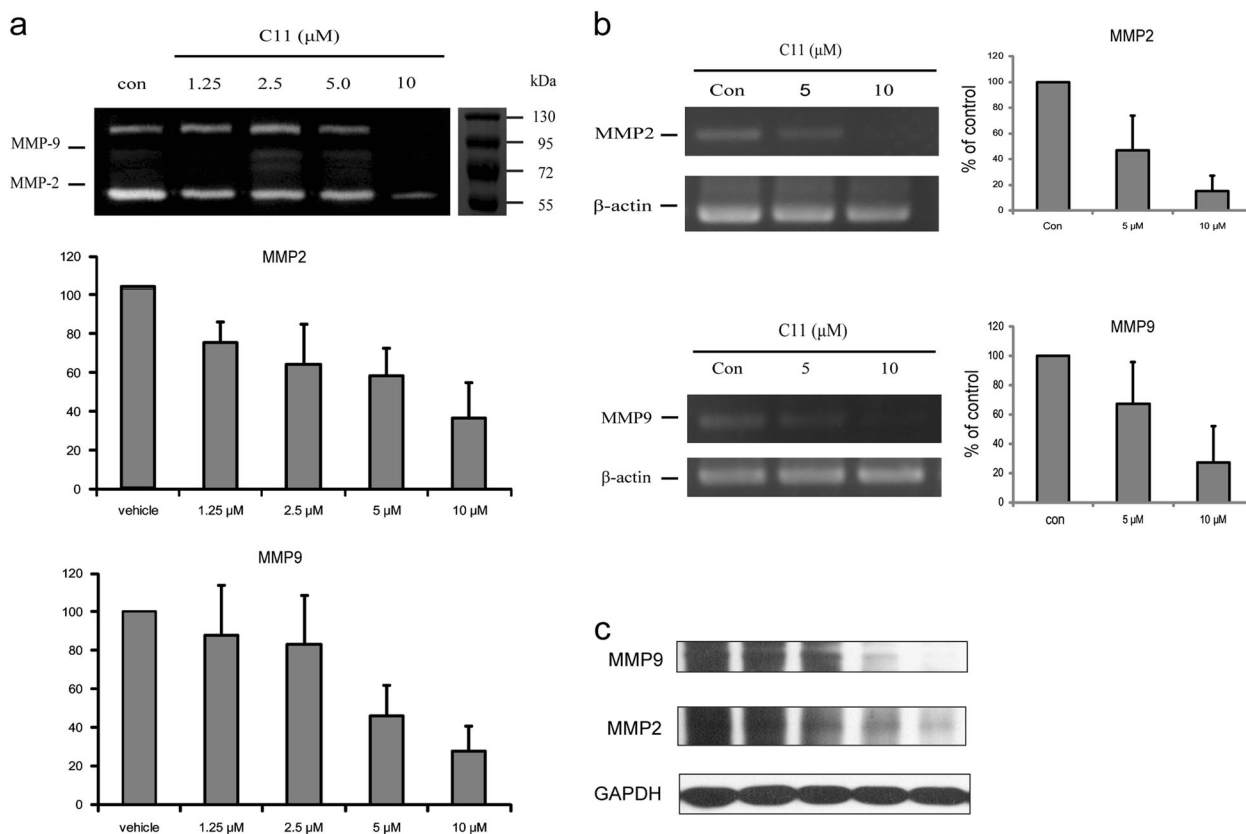 a
C11 (µM)
con 1.25 2.5 5.0 10 kDa
130
MMP-9
95
MMP-2
72
55
MMP2
120
100
80
60
40
20
0
vehicle 1.25 µM 2.5 µM 5 µM 10 µM
MMP9
120
100
80
60
40
20
0
vehicle 1.25 µM 2.5 µM 5 µM 10 µM
b
C11 (µM)
Con 5 10
MMP2
β-actin
MMP2
% of control
120
100
80
60
40
20
0
Con 5 µM 10 µM
C11 (µM)
Con 5 10
MMP9
β-actin
MMP9
% of control
120
100
80
60
40
20
0
con 5 µM 10 µM
c
MMP9
MMP2
GAPDH